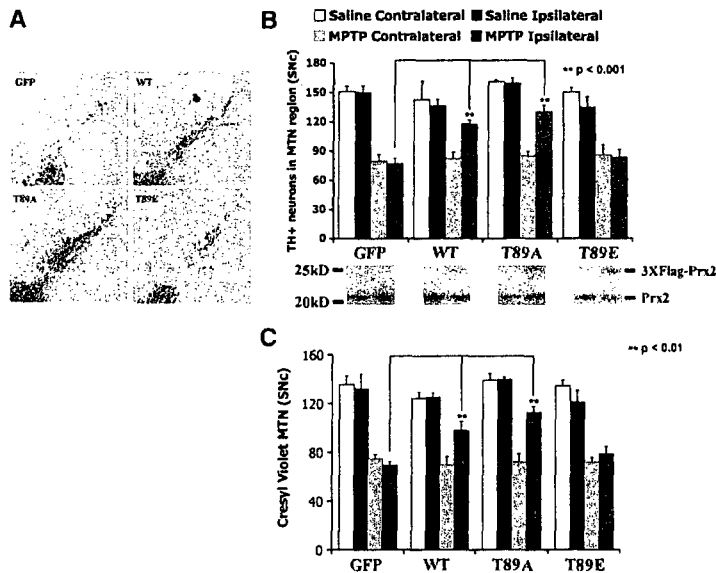 A
GFP
WT
T89A
T89E
B
Saline Contralateral
Saline Ipsilateral
MPTP Contralateral
MPTP Ipsilateral
** p < 0.001
TH+ neurons in MTN region (SNc)
180
150
120
90
60
30
0
**
**
GFP
WT
T89A
T89E
25kD
3XFlag-Prx2
20kD
Prx2
C
** p < 0.01
Cresyl Violet MTN (SNc)
160
120
80
40
0
**
**
GFP
WT
T89A
T89E